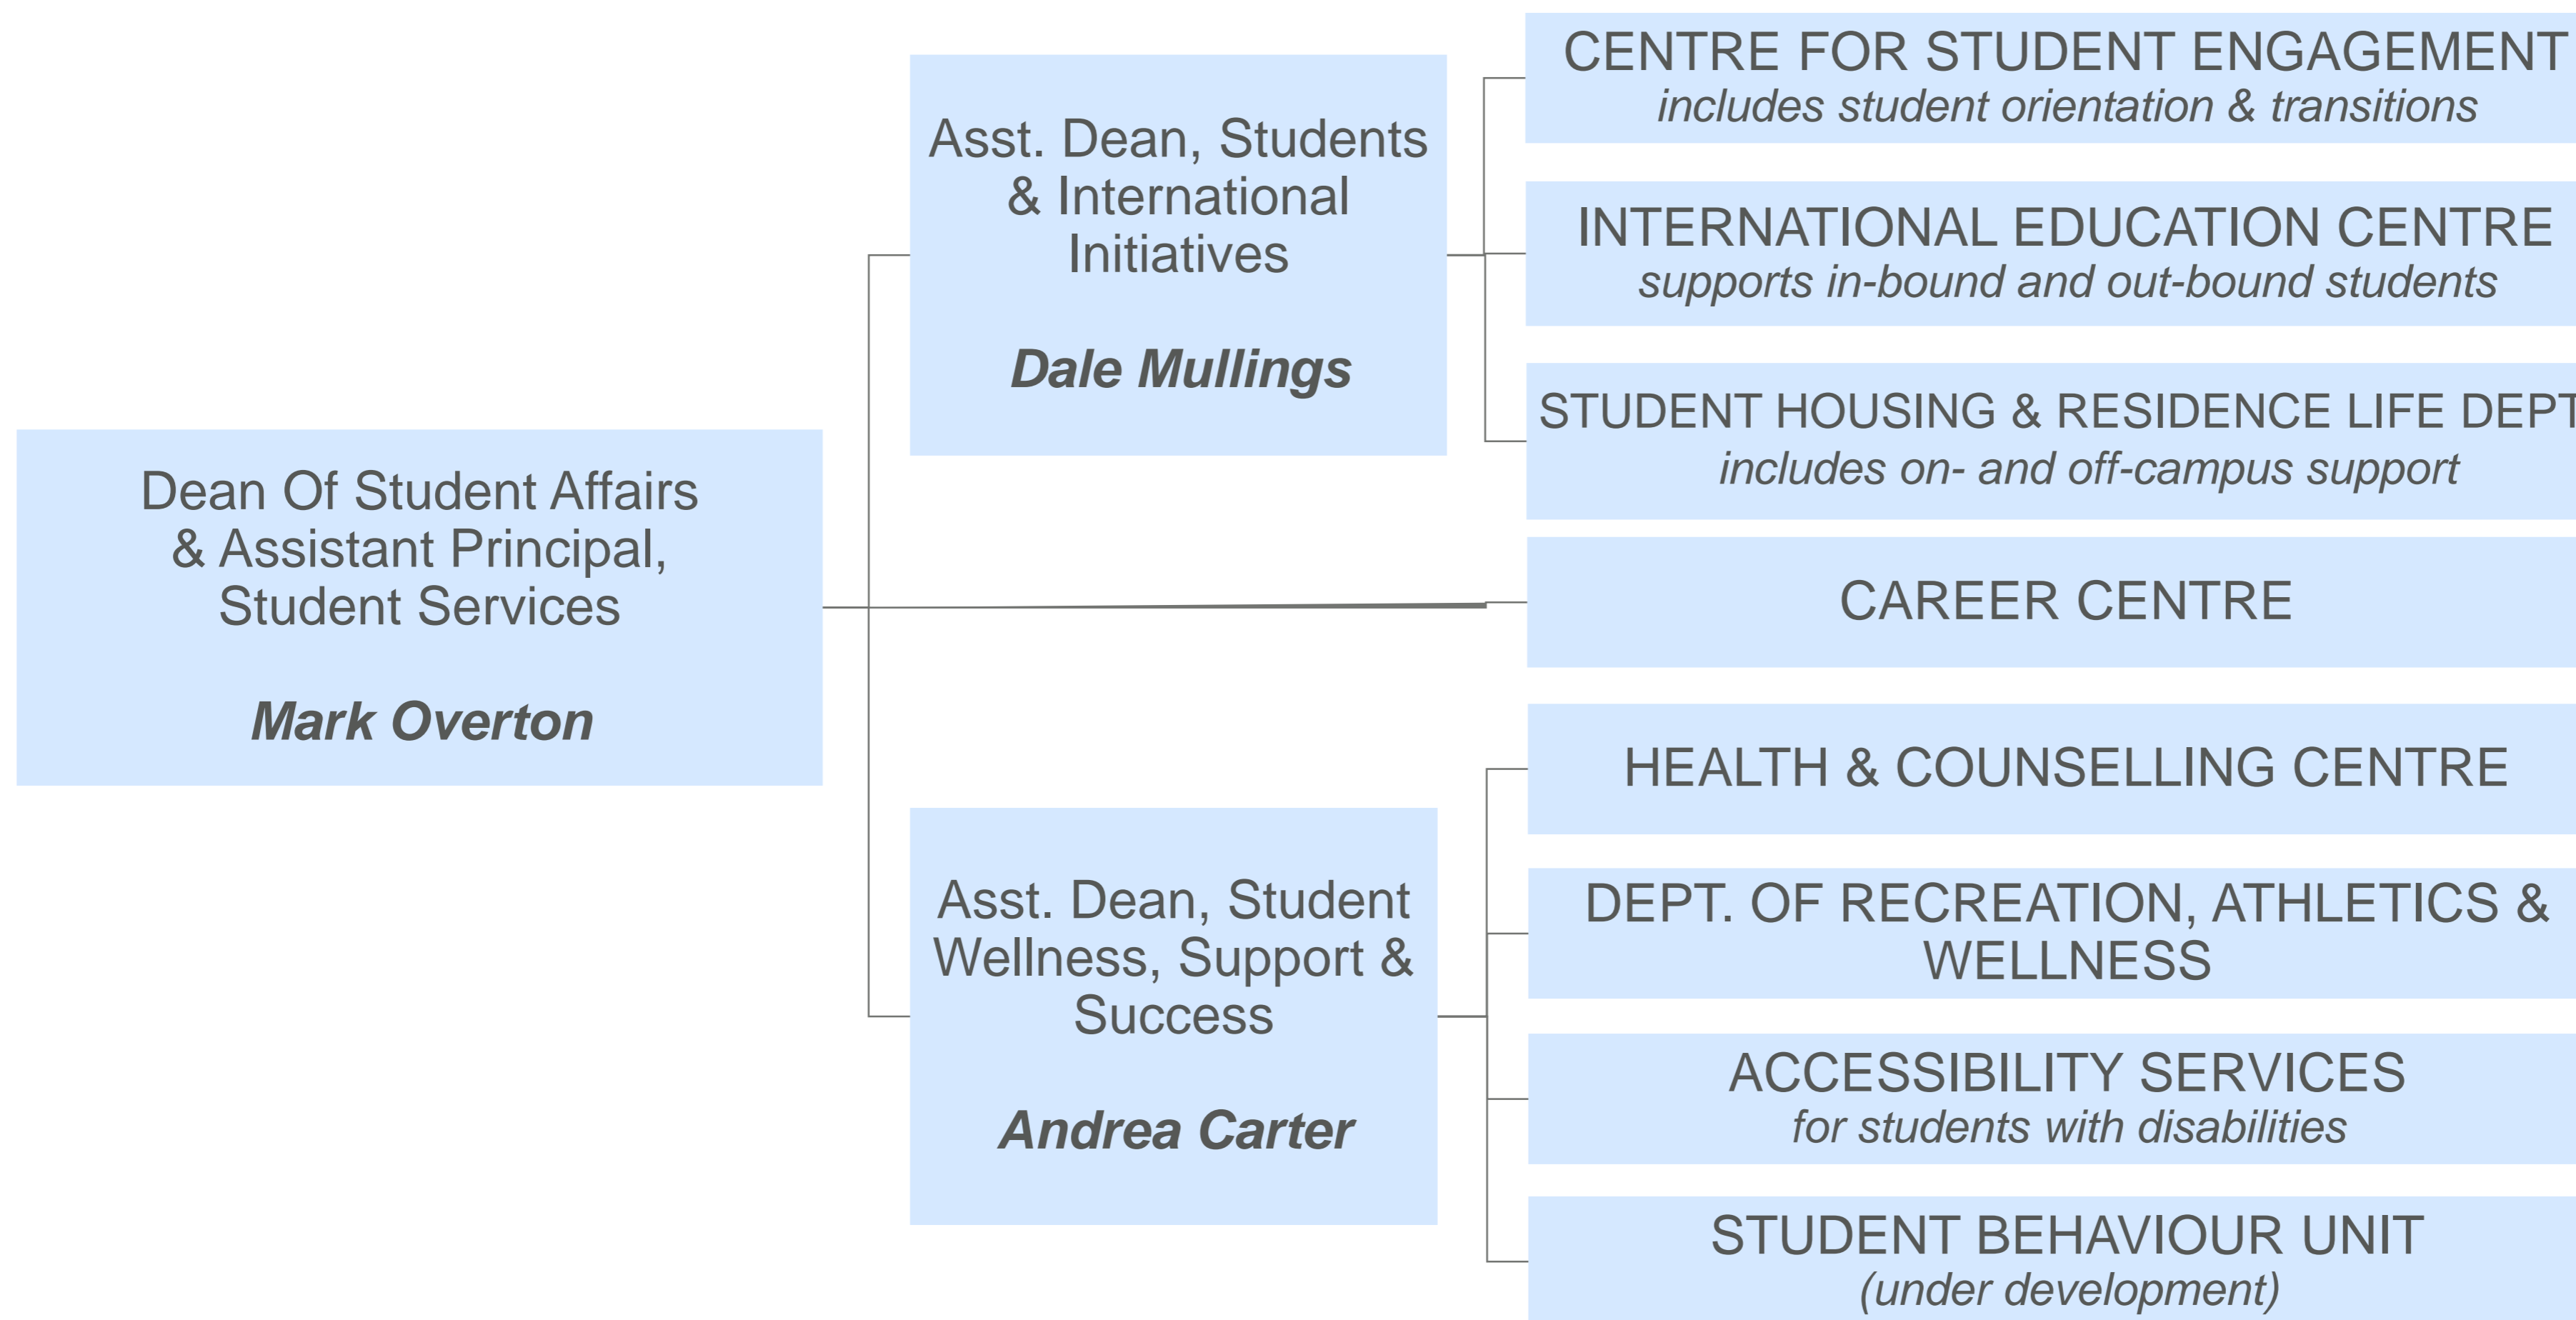 Dean Of Student Affairs
& Assistant Principal,
Student Services
Mark Overton
Asst. Dean, Students
& International
Initiatives
Dale Mullings
CENTRE FOR STUDENT ENGAGEMENT
includes student orientation & transitions
INTERNATIONAL EDUCATION CENTRE
supports in-bound and out-bound students
STUDENT HOUSING & RESIDENCE LIFE DEPT
includes on- and off-campus support
CAREER CENTRE
Asst. Dean, Student
Wellness, Support &
Success
Andrea Carter
HEALTH & COUNSELLING CENTRE
DEPT. OF RECREATION, ATHLETICS &
WELLNESS
ACCESSIBILITY SERVICES
for students with disabilities
STUDENT BEHAVIOUR UNIT
(under development)